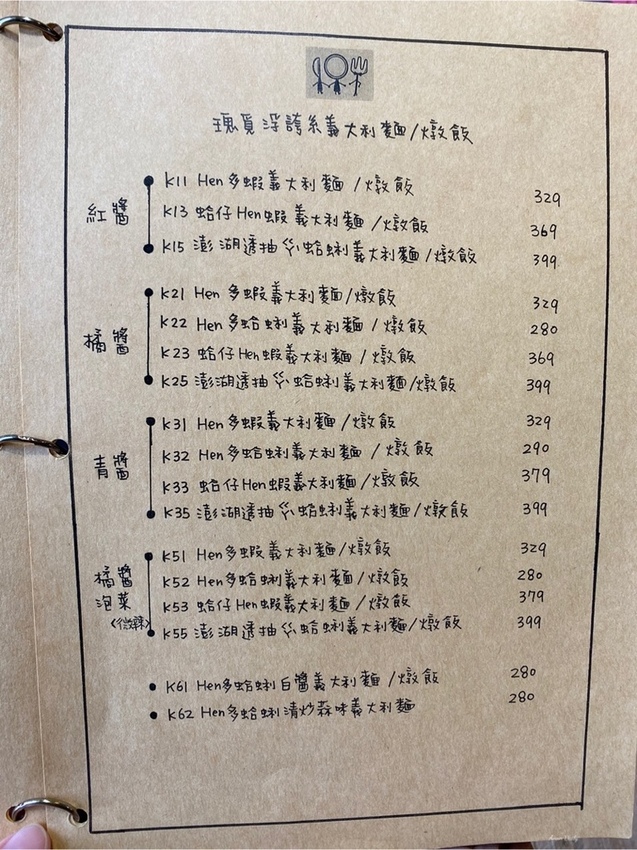 現質浮誇系義大利麵/燉飯
紅醬
K11 Hen多蝦義大利麵/燉飯 329
K13 蛤仔Hen蝦義大利麵/燉飯 369
K15 澎湖透抽ㄍㄟ蛤蜊義大利麵/燉飯 399
橘醬
K21 Hen多蝦義大利麵/燉飯 329
K22 Hen多蛤蜊義大利麵/燉飯 280
K23 蛤仔Hen蝦義大利麵/燉飯 369
K25 澎湖透抽ㄍㄟ蛤蜊義大利麵/燉飯 399
青醬
K31 Hen多蝦義大利麵/燉飯 329
K32 Hen多蛤蜊義大利麵/燉飯 290
K33 蛤仔Hen蝦義大利麵/燉飯 379
K35 澎湖透抽ㄍㄟ蛤蜊義大利麵/燉飯 399
橘醬
泡菜
<微辣>
K51 Hen多蝦義大利麵/燉飯 329
K52 Hen多蛤蜊義大利麵/燉飯 280
K53 蛤仔Hen蝦義大利麵/燉飯 379
K55 澎湖透抽ㄍㄟ蛤蜊義大利麵/燉飯 399
K61 Hen多蛤蜊白醬義大利麵/燉飯 280
K62 Hen多蛤蜊清炒蒜味義大利麵 280